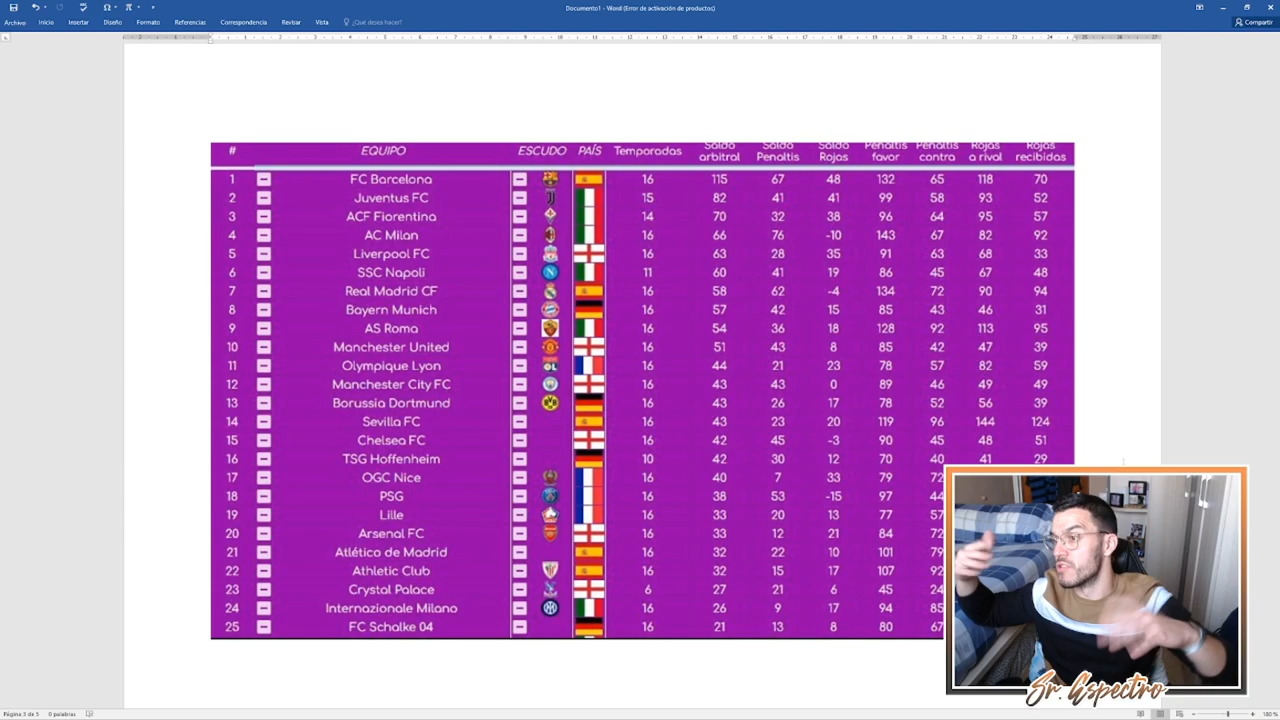 Documento1 - Word (Error de activación de productos)
Archivo Inicio Insertar Diseño Formato Referencias Correspondencia Revisar Vista ¿Qué desea hacer? Compartir
# EQUIPO ESCUDO PAÍS Temporadas Saldo arbitral Saldo Penaltis Saldo Rojas Penaltis favor Penaltis contra Rojas a rival Rojas recibidas
1 FC Barcelona 16 115 67 48 132 65 118 70
2 Juventus FC 15 82 41 41 99 58 93 52
3 ACF Fiorentina 14 70 32 38 96 64 95 57
4 AC Milan 16 66 76 -10 143 67 82 92
5 Liverpool FC 16 63 28 35 91 63 68 33
6 SSC Napoli 11 60 41 19 86 45 67 48
7 Real Madrid CF 16 58 62 -4 134 72 90 94
8 Bayern Munich 16 57 42 15 85 43 46 31
9 AS Roma 16 54 36 18 128 92 113 95
10 Manchester United 16 51 43 8 85 42 47 39
11 Olympique Lyon 16 44 21 23 78 57 82 59
12 Manchester City FC 16 43 43 0 89 46 49 49
13 Borussia Dortmund 16 43 26 17 78 52 56 39
14 Sevilla FC 16 43 23 20 119 96 144 124
15 Chelsea FC 16 42 45 -3 90 45 48 51
16 TSG Hoffenheim 10 42 30 12 70 40 41 29
17 OGC Nice 16 40 7 33 79 72
18 PSG 16 38 53 -15 97 44
19 Lille 16 33 20 13 77 57
20 Arsenal FC 16 33 12 21 84 72
21 Atlético de Madrid 16 32 22 10 101 79
22 Athletic Club 16 32 15 17 107 92
23 Crystal Palace 6 27 21 6 45 24
24 Internazionale Milano 16 26 9 17 94 85
25 FC Schalke 04 16 21 13 8 80 67
Sr. Aspectro
Página 3 de 5 0 palabras 180 %